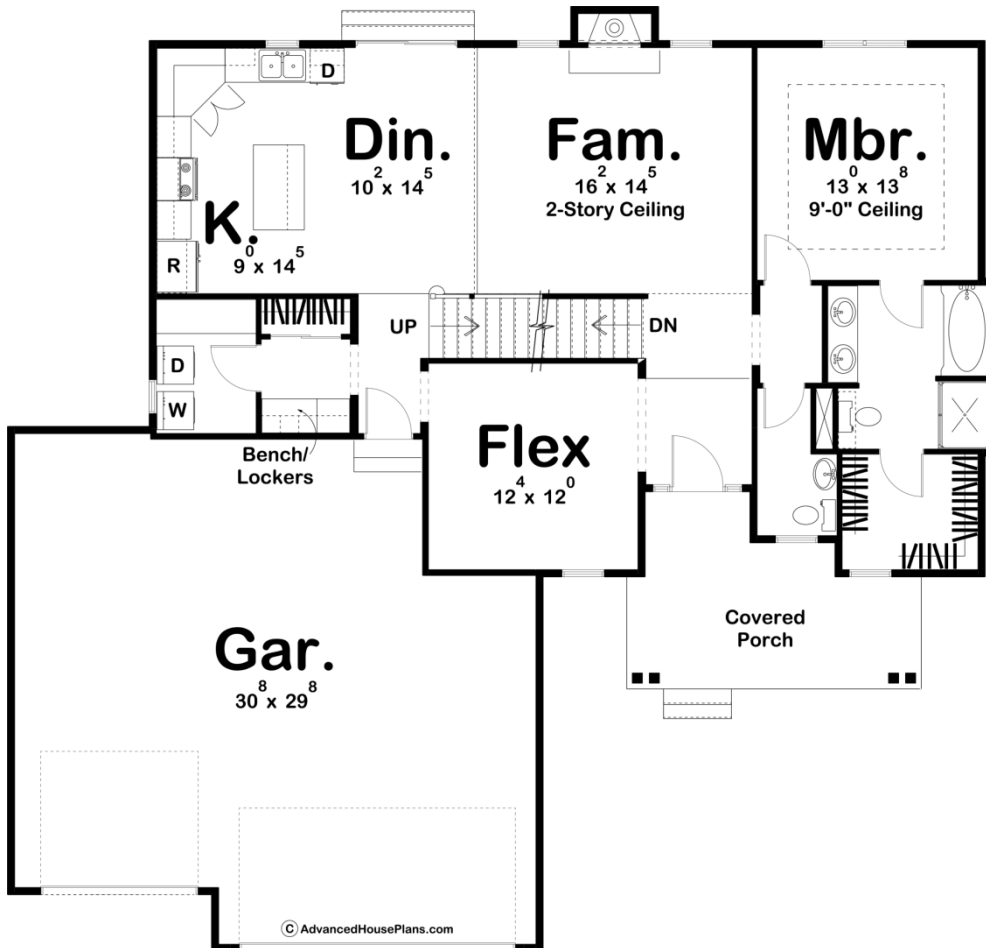 D
Din.
10² x 14⁵
Fam.
16² x 14⁵
2-Story Ceiling
Mbr.
13⁰ x 13⁸
9'-0" Ceiling
K.
9⁰ x 14⁵
R
UP
DN
D
W
Bench/
Lockers
Flex
12⁴ x 12⁰
Covered
Porch
Gar.
30⁸ x 29⁸
© AdvancedHousePlans.com